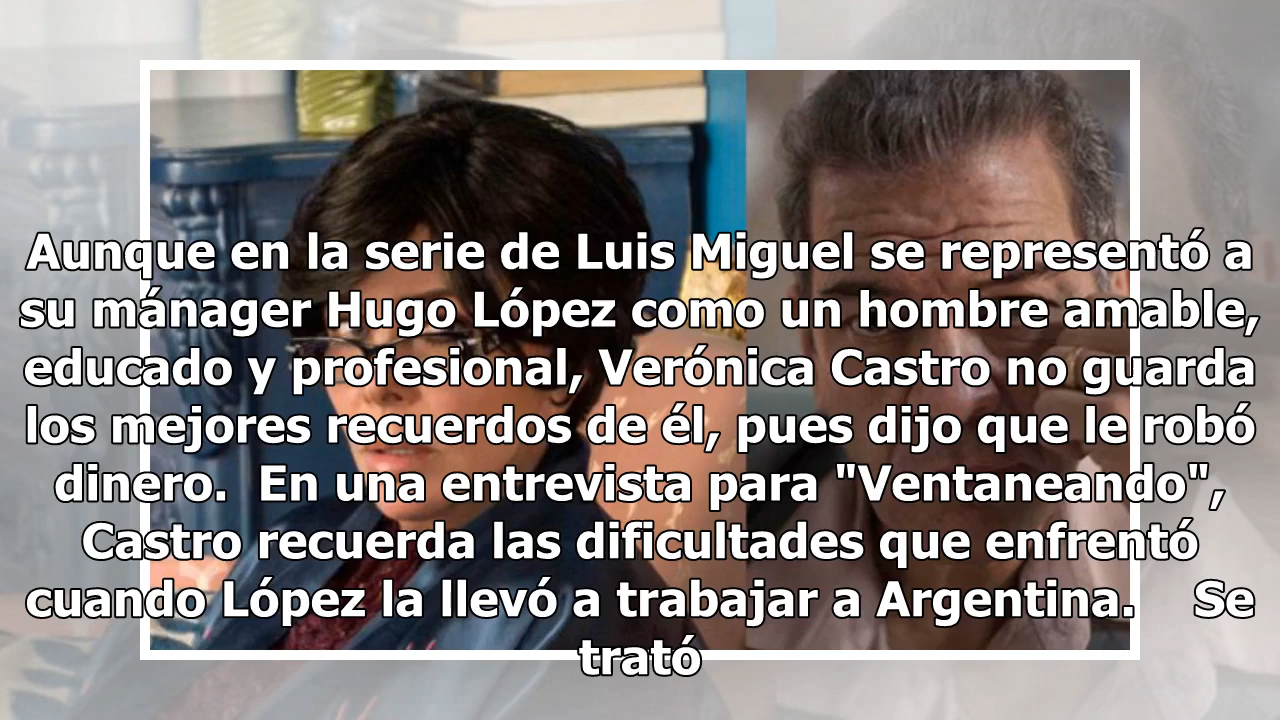 Aunque en la serie de Luis Miguel se representó a
su mánager Hugo López como un hombre amable,
educado y profesional, Verónica Castro no guarda
los mejores recuerdos de él, pues dijo que le robó
dinero.  En una entrevista para "Ventaneando",
Castro recuerda las dificultades que enfrentó
cuando López la llevó a trabajar a Argentina.    Se
trató